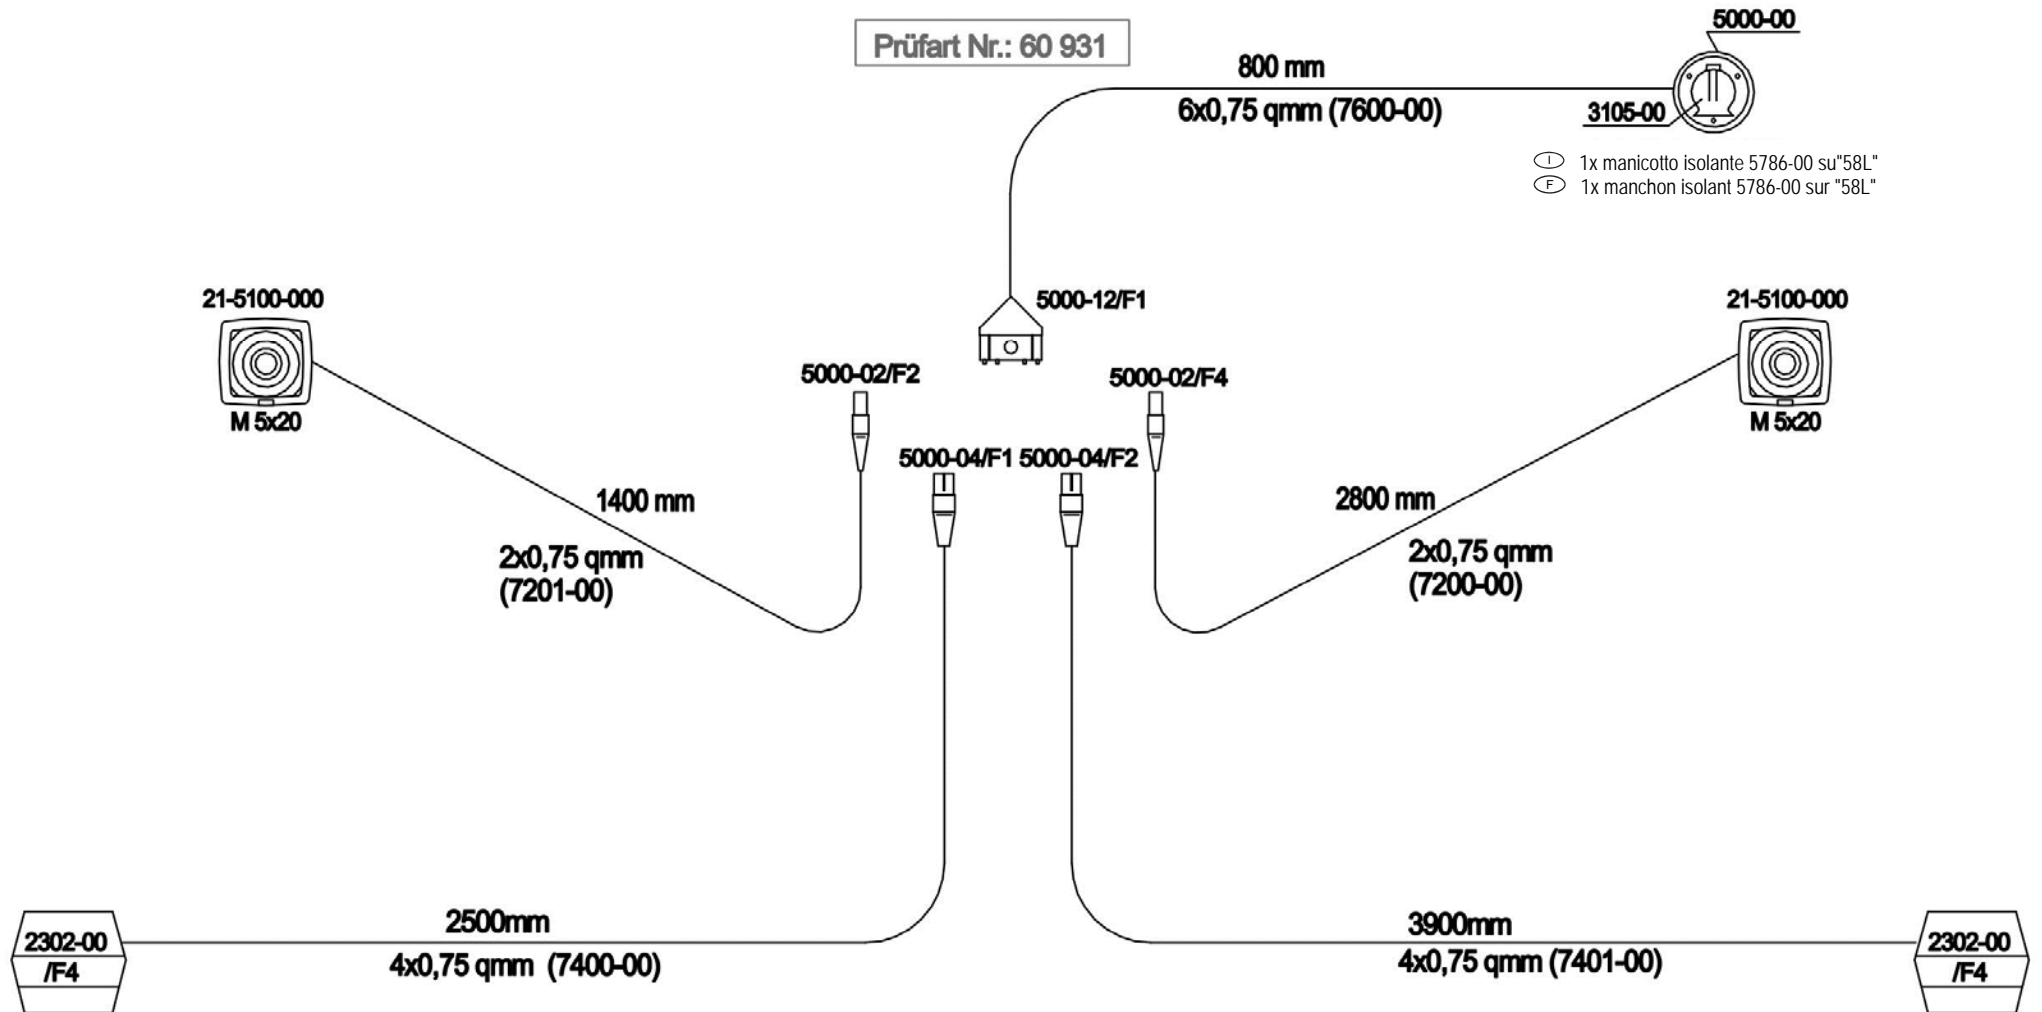 5000-00
Prüfart Nr.: 60 931
800 mm
6x0,75 qmm (7600-00)
3105-00
I 1x manicotto isolante 5786-00 su"58L"
F 1x manchon isolant 5786-00 sur "58L"
21-5100-000
M 5x20
5000-12/F1
21-5100-000
M 5x20
5000-02/F2
5000-02/F4
5000-04/F1 5000-04/F2
1400 mm
2x0,75 qmm
(7201-00)
2800 mm
2x0,75 qmm
(7200-00)
2302-00
/F4
2500mm
4x0,75 qmm (7400-00)
3900mm
4x0,75 qmm (7401-00)
2302-00
/F4